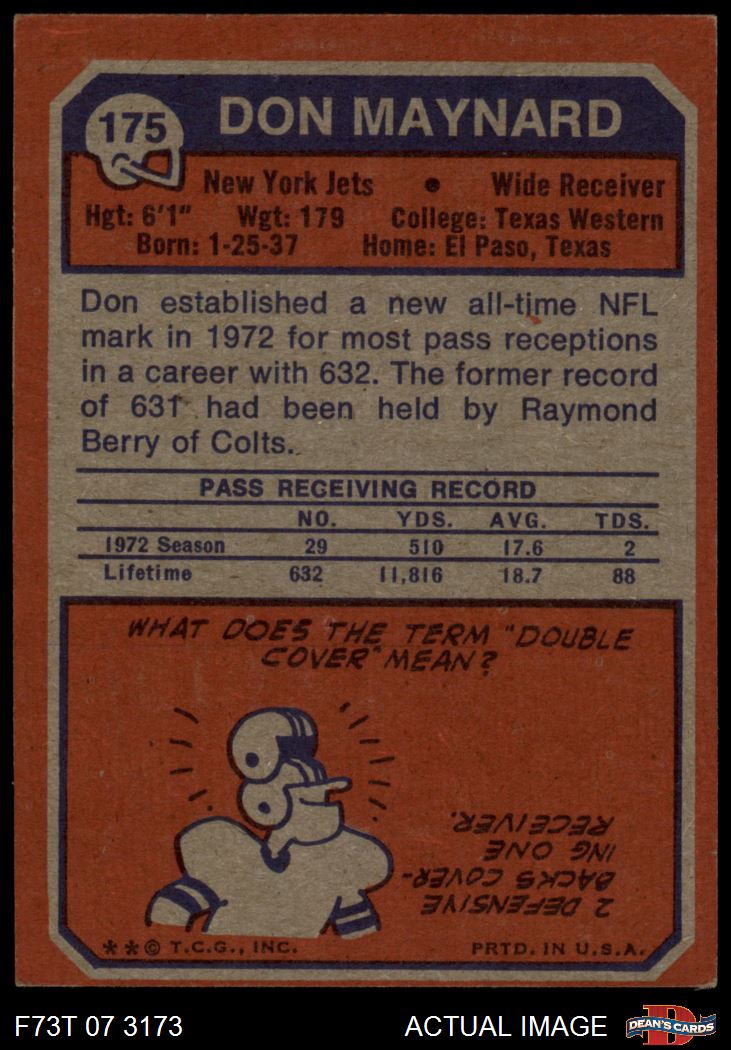 175
DON MAYNARD
New York Jets • Wide Receiver
Hgt: 6'1" Wgt: 179 College: Texas Western
Born: 1-25-37 Home: El Paso, Texas
Don established a new all-time NFL
mark in 1972 for most pass receptions
in a career with 632. The former record
of 631 had been held by Raymond
Berry of Colts.
PASS RECEIVING RECORD
NO. YDS. AVG. TDS.
1972 Season 29 510 17.6 2
Lifetime 632 11,816 18.7 88
WHAT DOES THE TERM "DOUBLE
COVER" MEAN?
2 DEFENSIVE
BACKS COVER-
ING ONE
RECEIVER.
**© T.C.G., INC. PRTD. IN U.S.A.
F73T 07 3173 ACTUAL IMAGE
D
DEAN'S CARDS